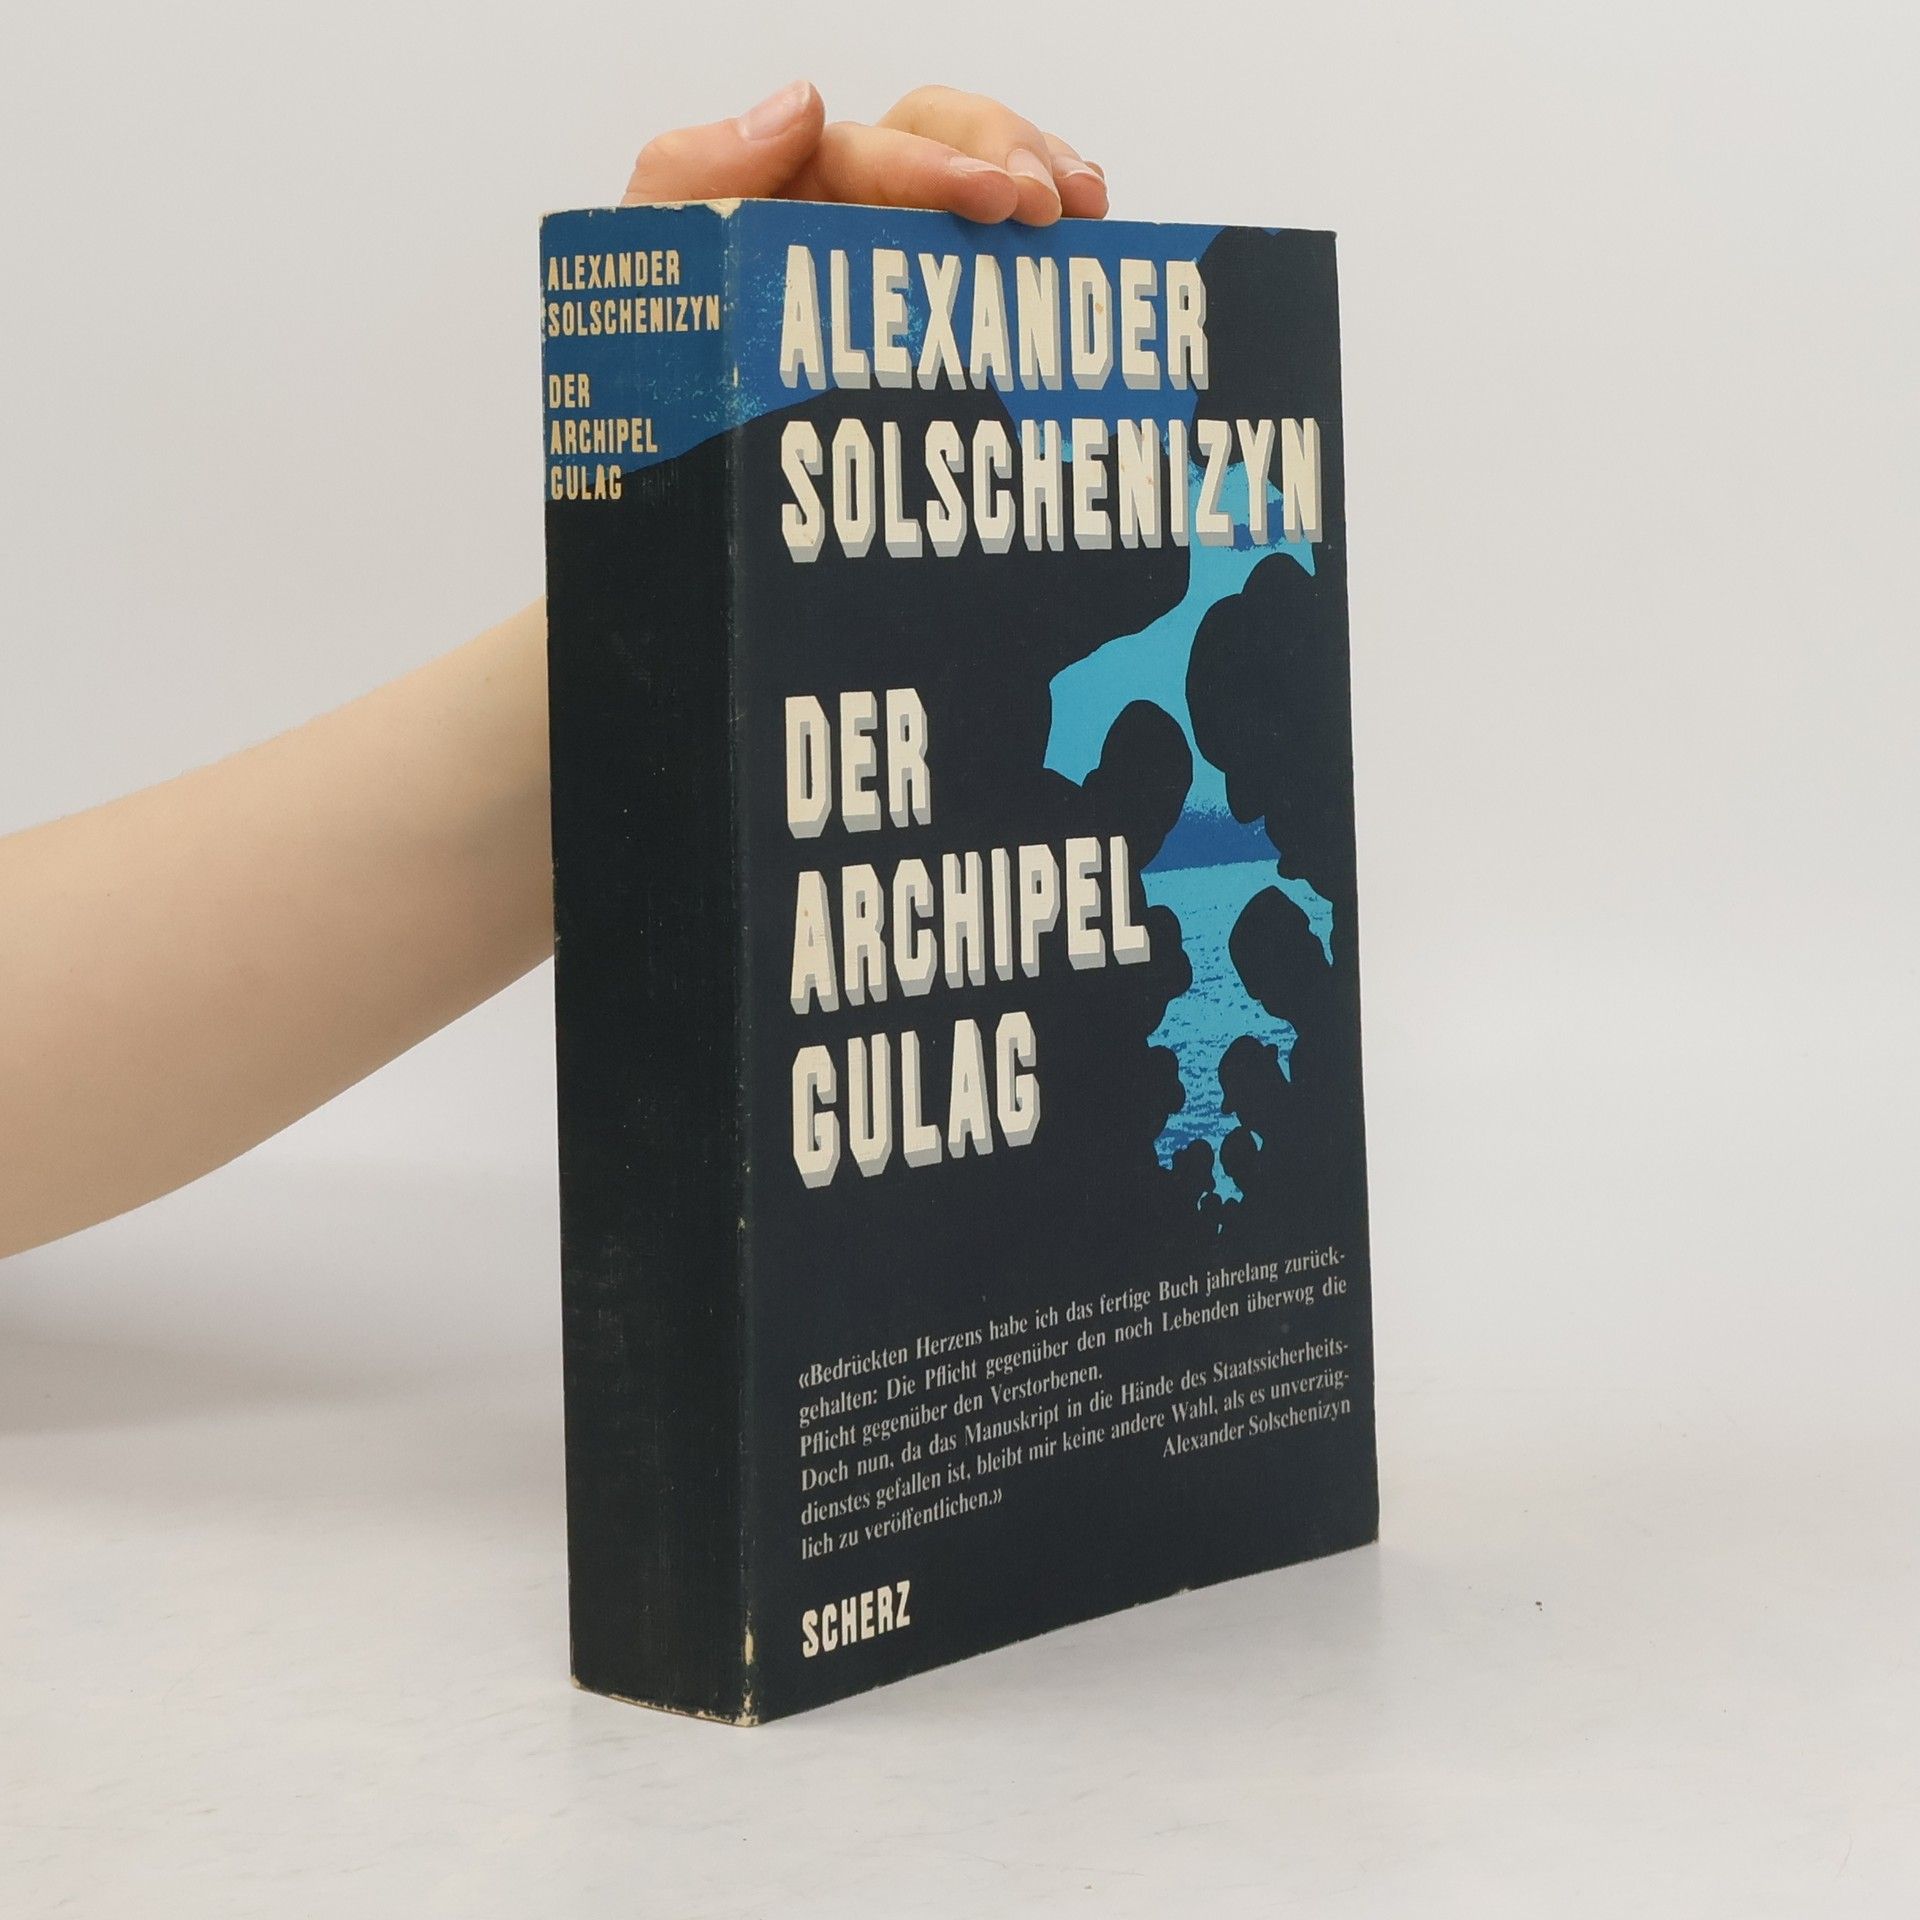 ALEXANDER
SOLSCHENIZYN
DER
ARCHIPEL
GULAG
ALEXANDER
SOLSCHENIZYN
DER
ARCHIPEL
GULAG
«Bedrückten Herzens habe ich das fertige Buch jahrelang zurück-
gehalten: Die Pflicht gegenüber den noch Lebenden überwog die
Pflicht gegenüber den Verstorbenen.
Doch nun, da das Manuskript in die Hände des Staatssicherheits-
dienstes gefallen ist, bleibt mir keine andere Wahl, als es unverzüg-
lich zu veröffentlichen.»
Alexander Solschenizyn
SCHERZ